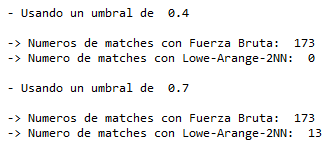 - Usando un umbral de  0.4
-> Numeros de matches con Fuerza Bruta:  173
-> Numero de matches con Lowe-Arange-2NN:  0
- Usando un umbral de  0.7
-> Numeros de matches con Fuerza Bruta:  173
-> Numero de matches con Lowe-Arange-2NN:  13